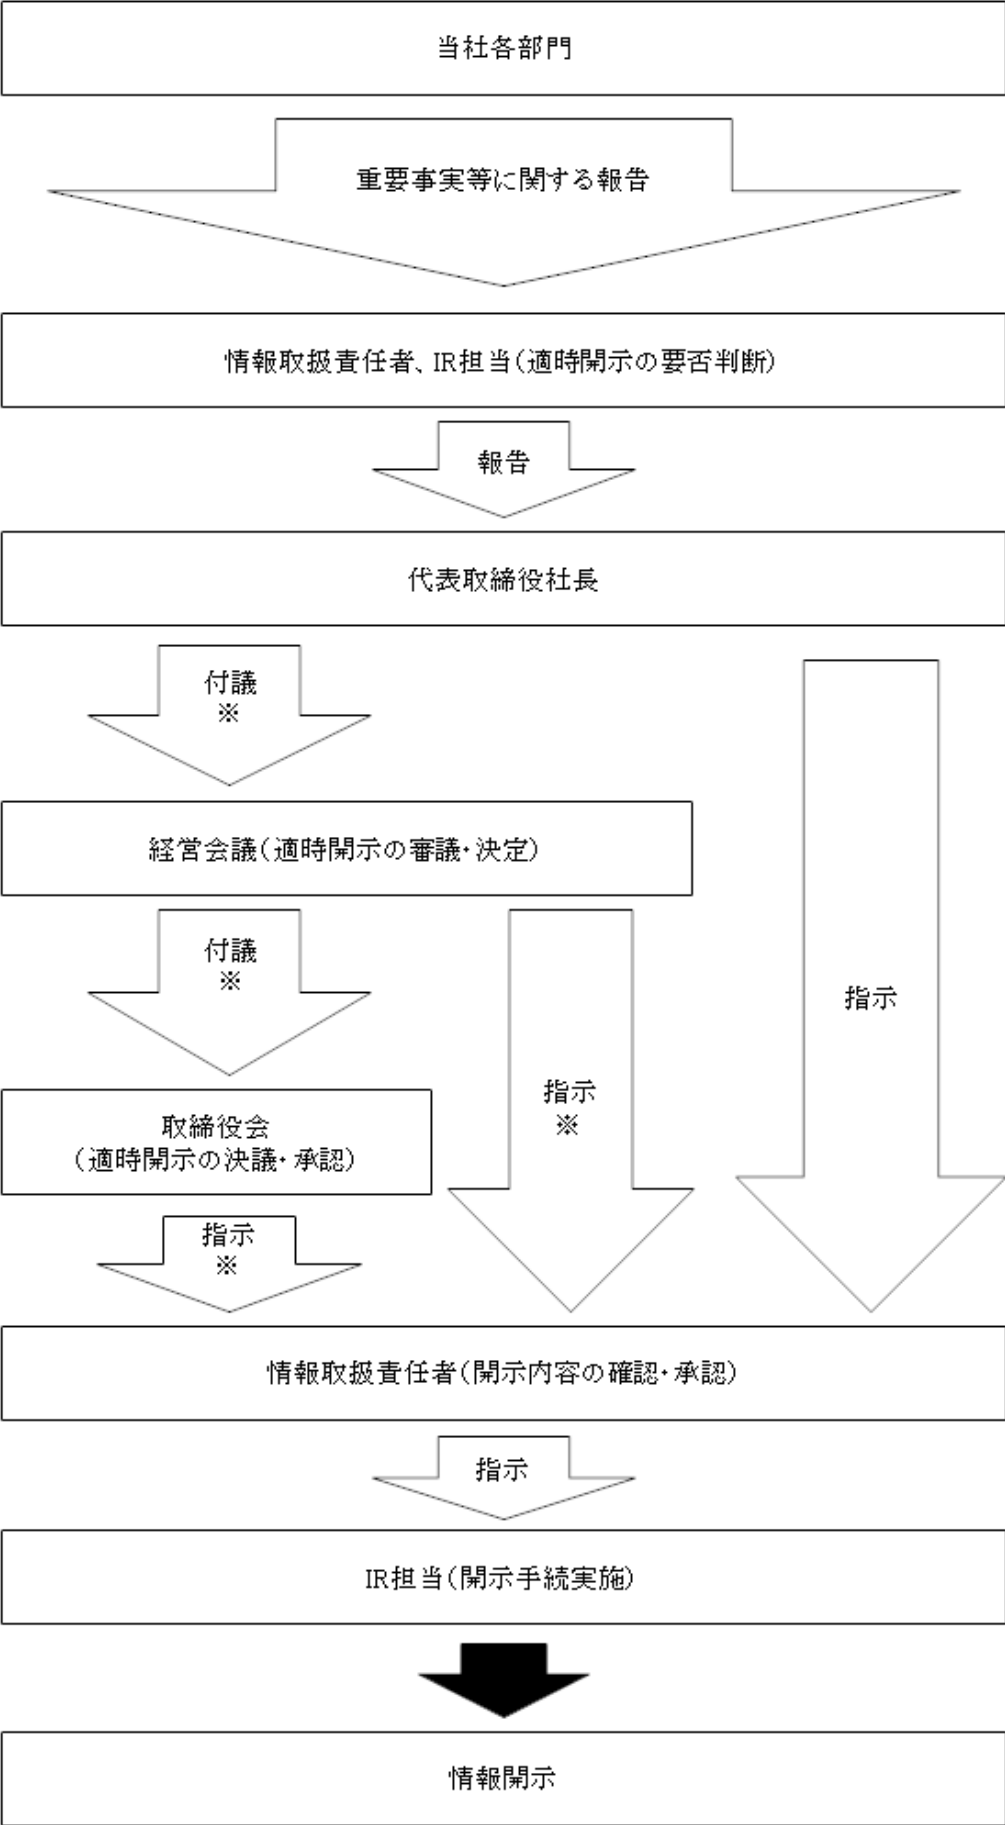 当社各部門
重要事実等に関する報告
情報取扱責任者、IR担当(適時開示の要否判断)
報告
代表取締役社長
付議
※
経営会議(適時開示の審議・決定)
付議
※
指示
指示
※
取締役会
(適時開示の決議・承認)
指示
※
情報取扱責任者(開示内容の確認・承認)
指示
IR担当(開示手続実施)
情報開示